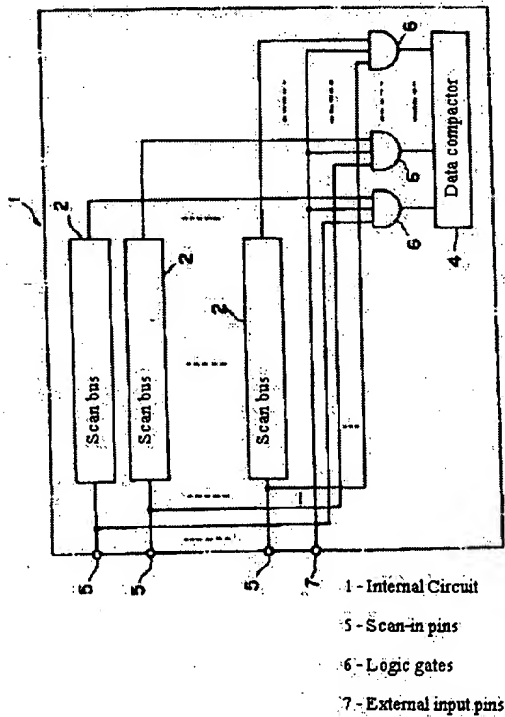 1
2
Scan bus
2
Scan bus
2
Scan bus
6
6
6
Data compactor
4
5
5
5
7
1 - Internal Circuit
5 - Scan-in pins
6 - Logic gates
7 - External input pins